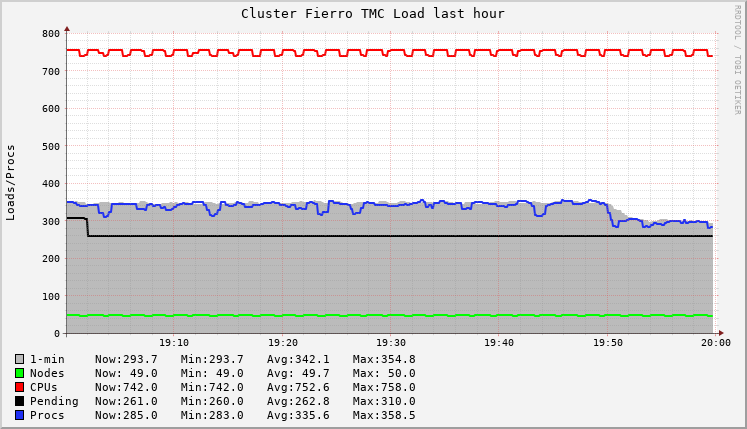 Cluster Fierro TMC Load last hour
RRDTOOL / TOBI OETIKER
Loads/Procs
800
700
600
500
400
300
200
100
0
19:10 19:20 19:30 19:40 19:50 20:00
1-min Now:293.7 Min:293.7 Avg:342.1 Max:354.8
Nodes Now: 49.0 Min: 49.0 Avg: 49.7 Max: 50.0
CPUs Now:742.0 Min:742.0 Avg:752.6 Max:758.0
Pending Now:261.0 Min:260.0 Avg:262.8 Max:310.0
Procs Now:285.0 Min:283.0 Avg:335.6 Max:358.5